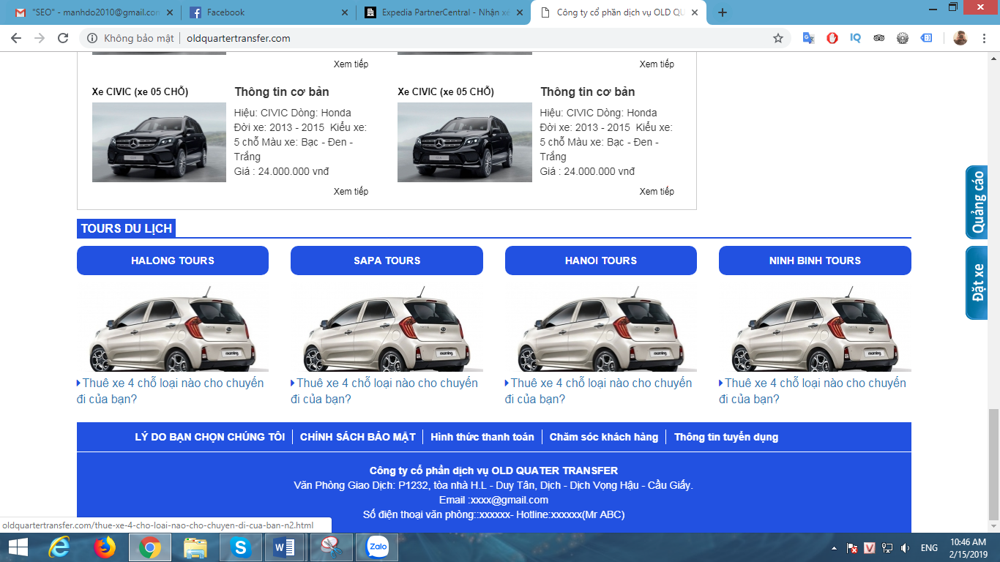 "SEO" - manhdo2010@gmail.com
Facebook
Expedia PartnerCentral - Nhận xé
Công ty cổ phần dịch vụ OLD QU
Không bảo mật
oldquartertransfer.com
Xem tiếp
Xem tiếp
Xe CIVIC (xe 05 CHỖ)
Thông tin cơ bản
Hiệu: CIVIC Dòng: Honda
Đời xe: 2013 - 2015 Kiểu xe:
5 chỗ Màu xe: Bạc - Đen -
Trắng
Giá : 24.000.000 vnđ
Xem tiếp
Xe CIVIC (xe 05 CHỖ)
Thông tin cơ bản
Hiệu: CIVIC Dòng: Honda
Đời xe: 2013 - 2015 Kiểu xe:
5 chỗ Màu xe: Bạc - Đen -
Trắng
Giá : 24.000.000 vnđ
Xem tiếp
Quảng cáo
Đặt xe
TOURS DU LỊCH
HALONG TOURS
SAPA TOURS
HANOI TOURS
NINH BINH TOURS
morning
morning
morning
morning
Thuê xe 4 chỗ loại nào cho chuyến
đi của bạn?
Thuê xe 4 chỗ loại nào cho chuyến
đi của bạn?
Thuê xe 4 chỗ loại nào cho chuyến
đi của bạn?
Thuê xe 4 chỗ loại nào cho chuyến
đi của bạn?
LÝ DO BẠN CHỌN CHÚNG TÔI
CHÍNH SÁCH BẢO MẬT
Hình thức thanh toán
Chăm sóc khách hàng
Thông tin tuyển dụng
Công ty cổ phần dịch vụ OLD QUATER TRANSFER
Văn Phòng Giao Dịch: P1232, tòa nhà H.L - Duy Tân, Dịch - Dịch Vọng Hậu - Cầu Giấy.
Email :xxxx@gmail.com
Số điện thoại văn phòng::xxxxxx- Hotline:xxxxxx(Mr ABC)
oldquartertransfer.com/thue-xe-4-cho-loai-nao-cho-chuyen-di-cua-ban-n2.html
Zalo
ENG
10:46 AM
2/15/2019